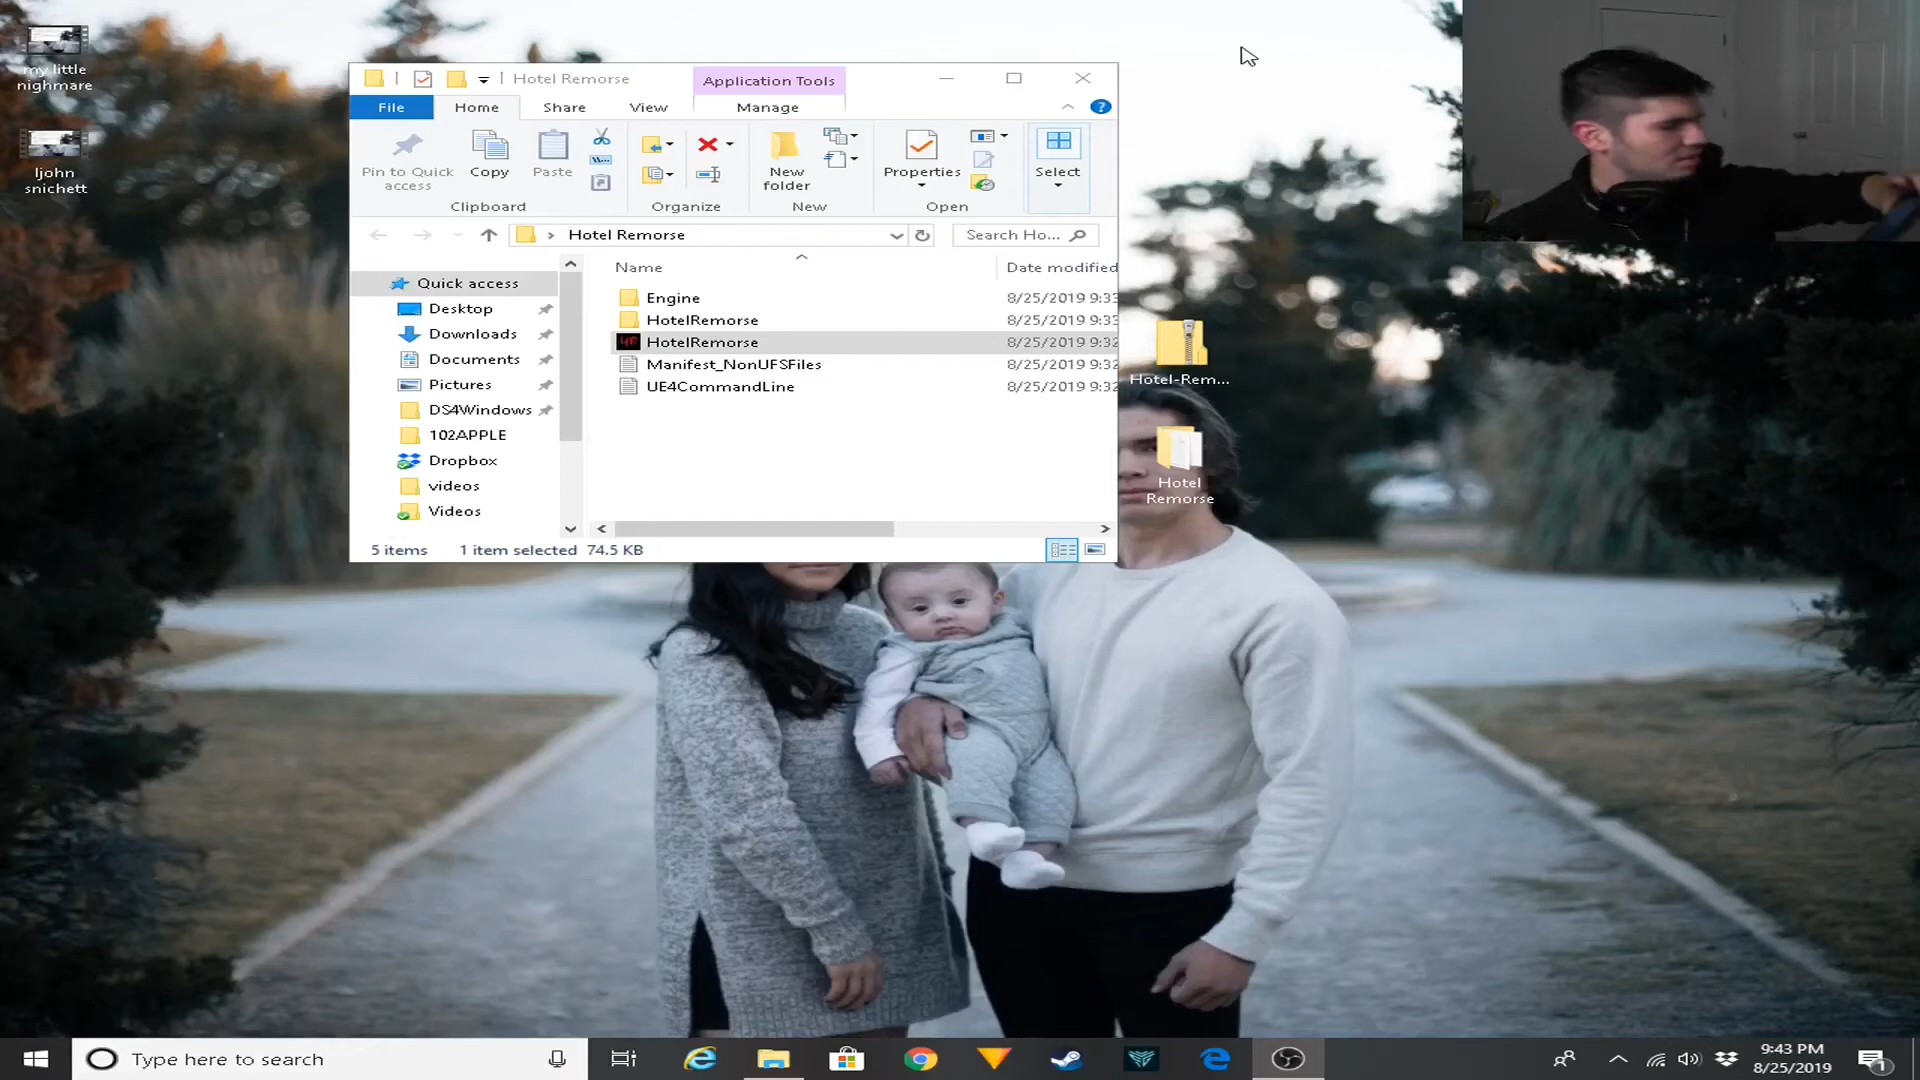 my little
nighmare
ljohn
snichett
Hotel Remorse
Application Tools
File
Home
Share
View
Manage
Pin to Quick
access
Copy
Paste
New
folder
Properties
Select
Clipboard
Organize
New
Open
Hotel Remorse
Search Ho...
Name
Date modified
Quick access
Desktop
Downloads
Documents
Pictures
DS4Windows
102APPLE
Dropbox
videos
Videos
Engine 8/25/2019 9:33
HotelRemorse 8/25/2019 9:33
HotelRemorse 8/25/2019 9:32
Manifest_NonUFSFiles 8/25/2019 9:32
UE4CommandLine 8/25/2019 9:32
5 items 1 item selected 74.5 KB
Hotel-Rem...
Hotel
Remorse
Type here to search
9:43 PM
8/25/2019
1